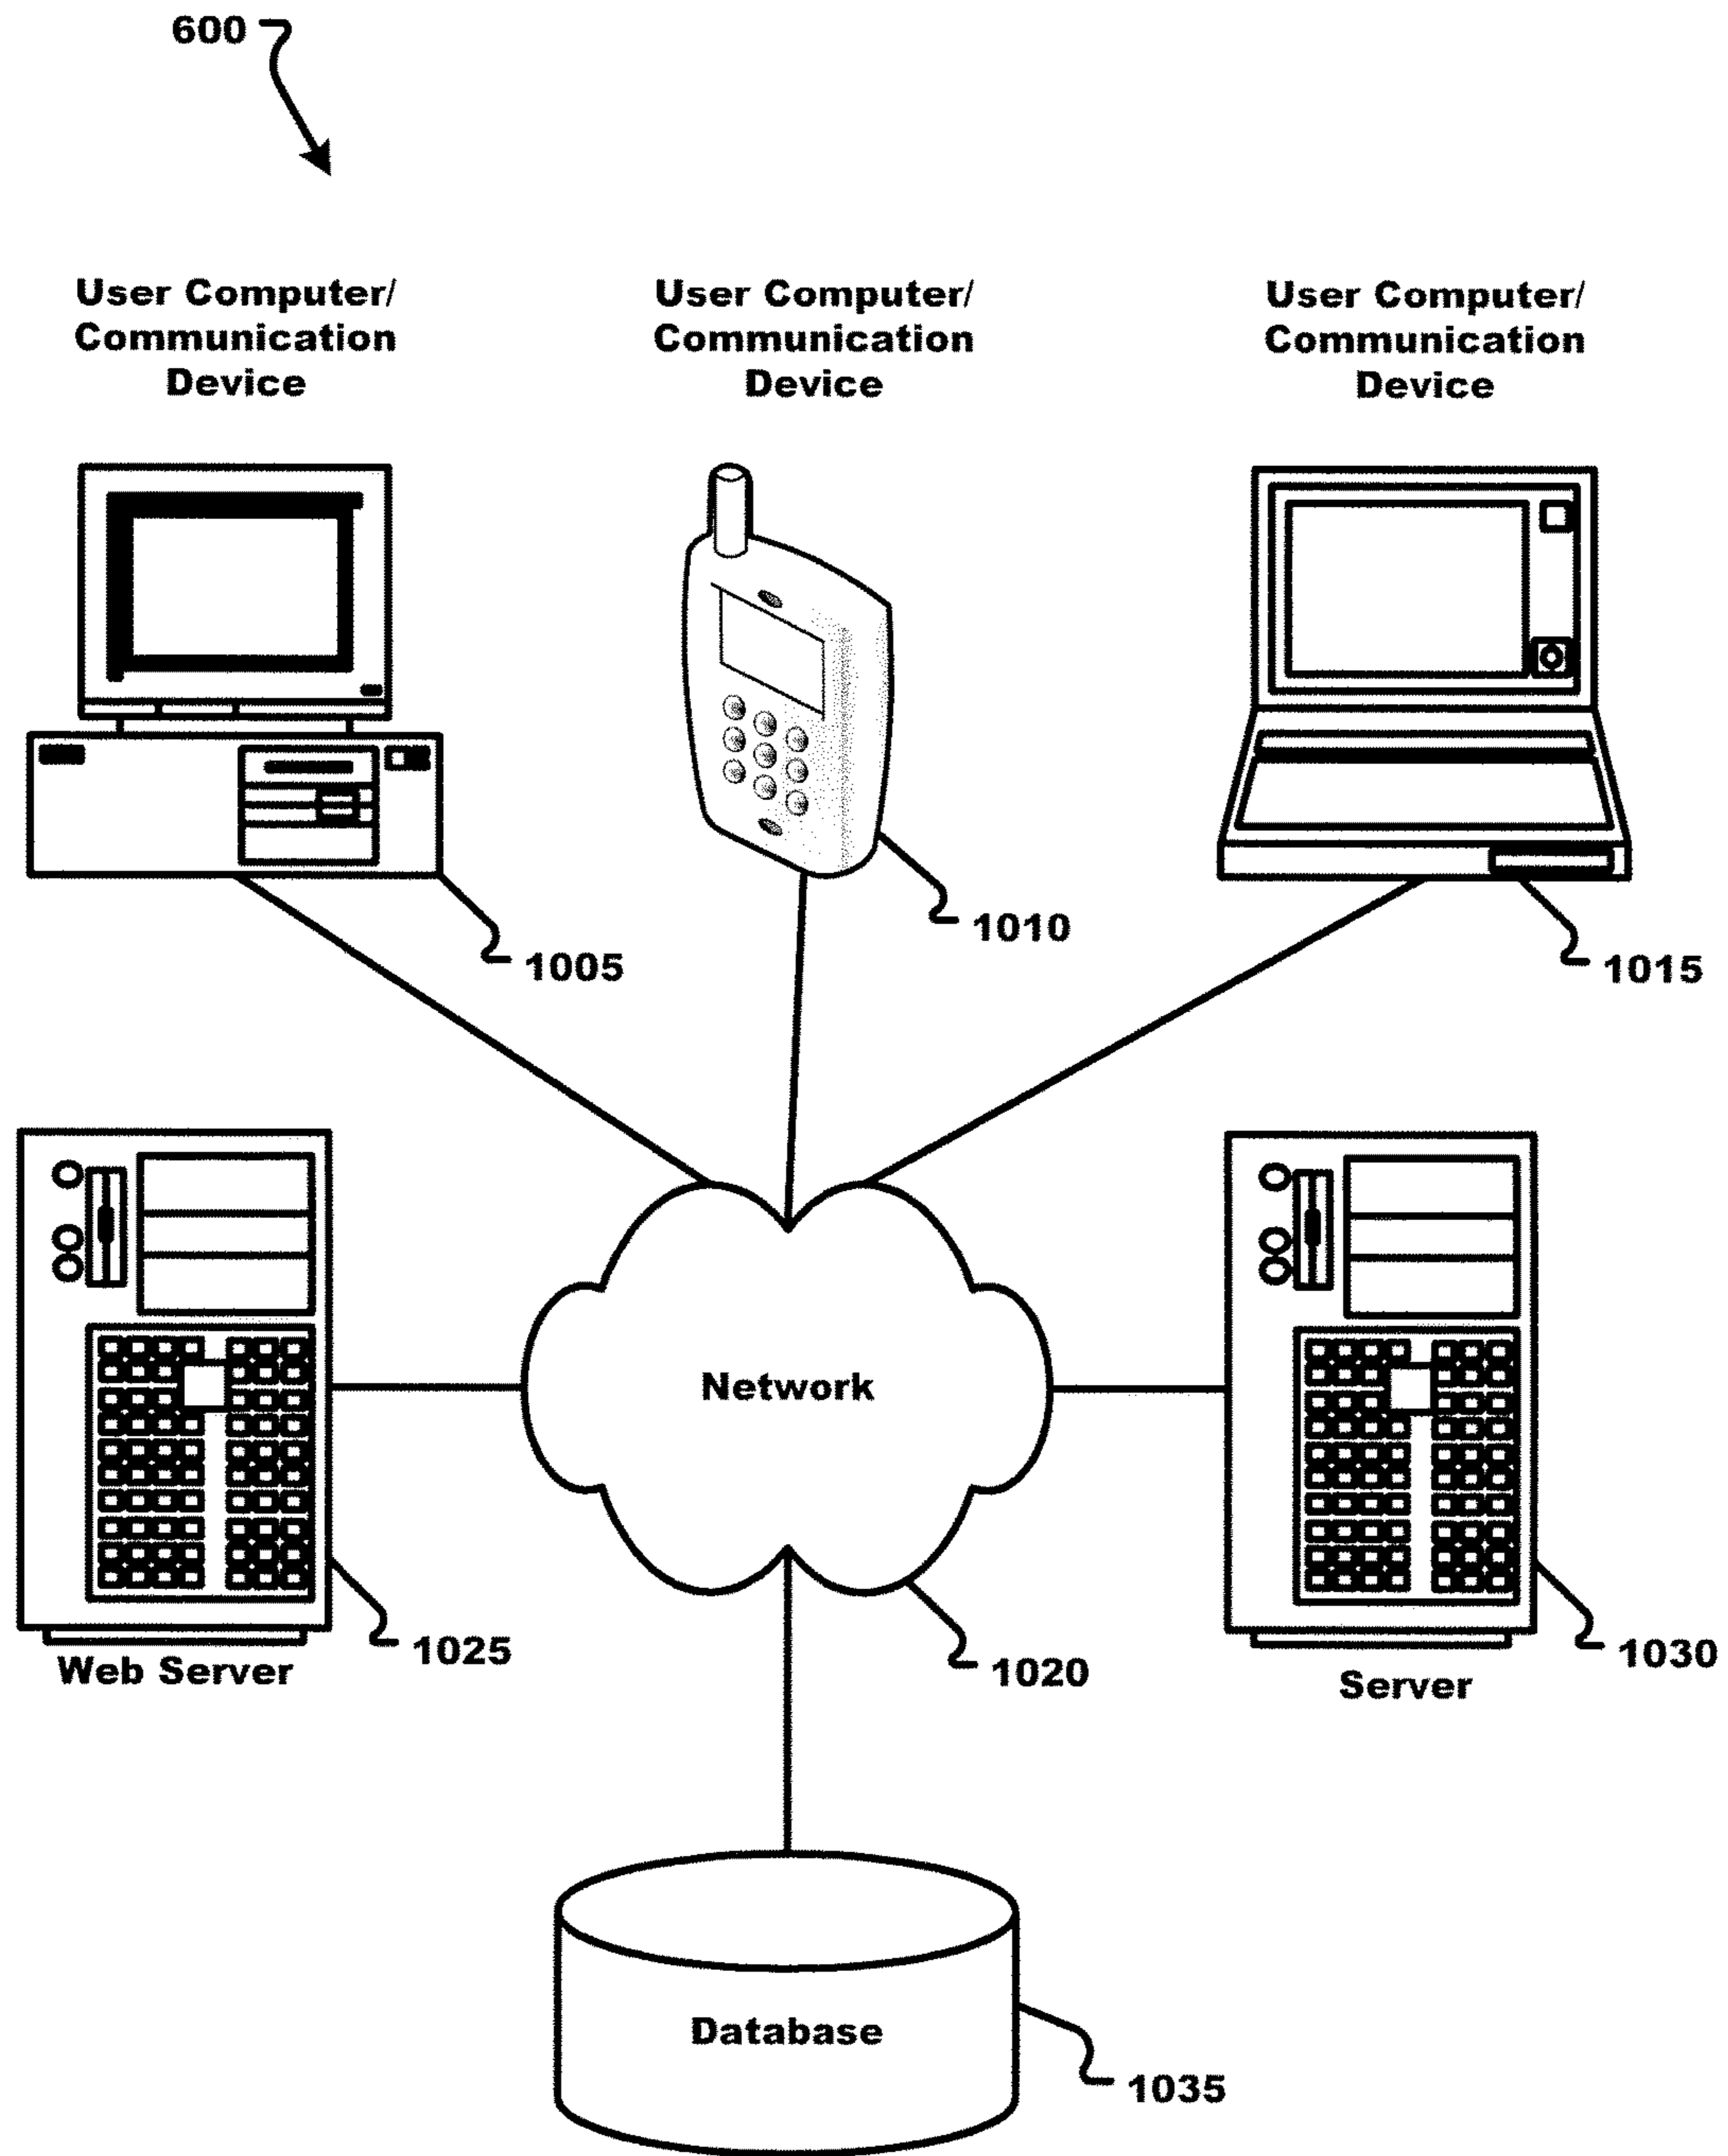 600
User Computer/
Communication
Device
User Computer/
Communication
Device
User Computer/
Communication
Device
1005
1010
1015
Network
Web Server
1025
1020
Server
1030
Database
1035